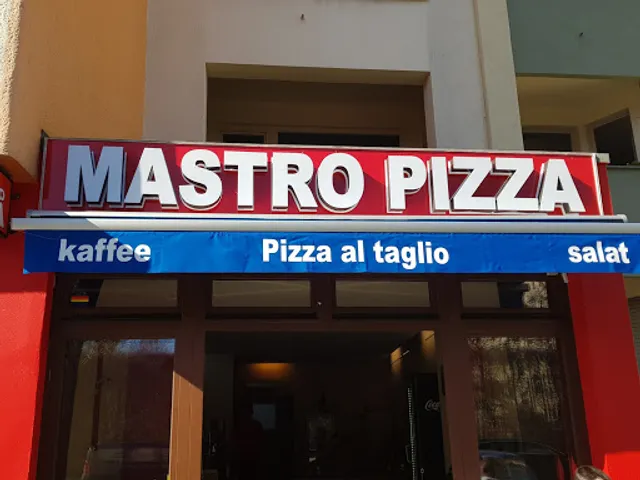 MASTRO PIZZA
kaffee Pizza al taglio salat